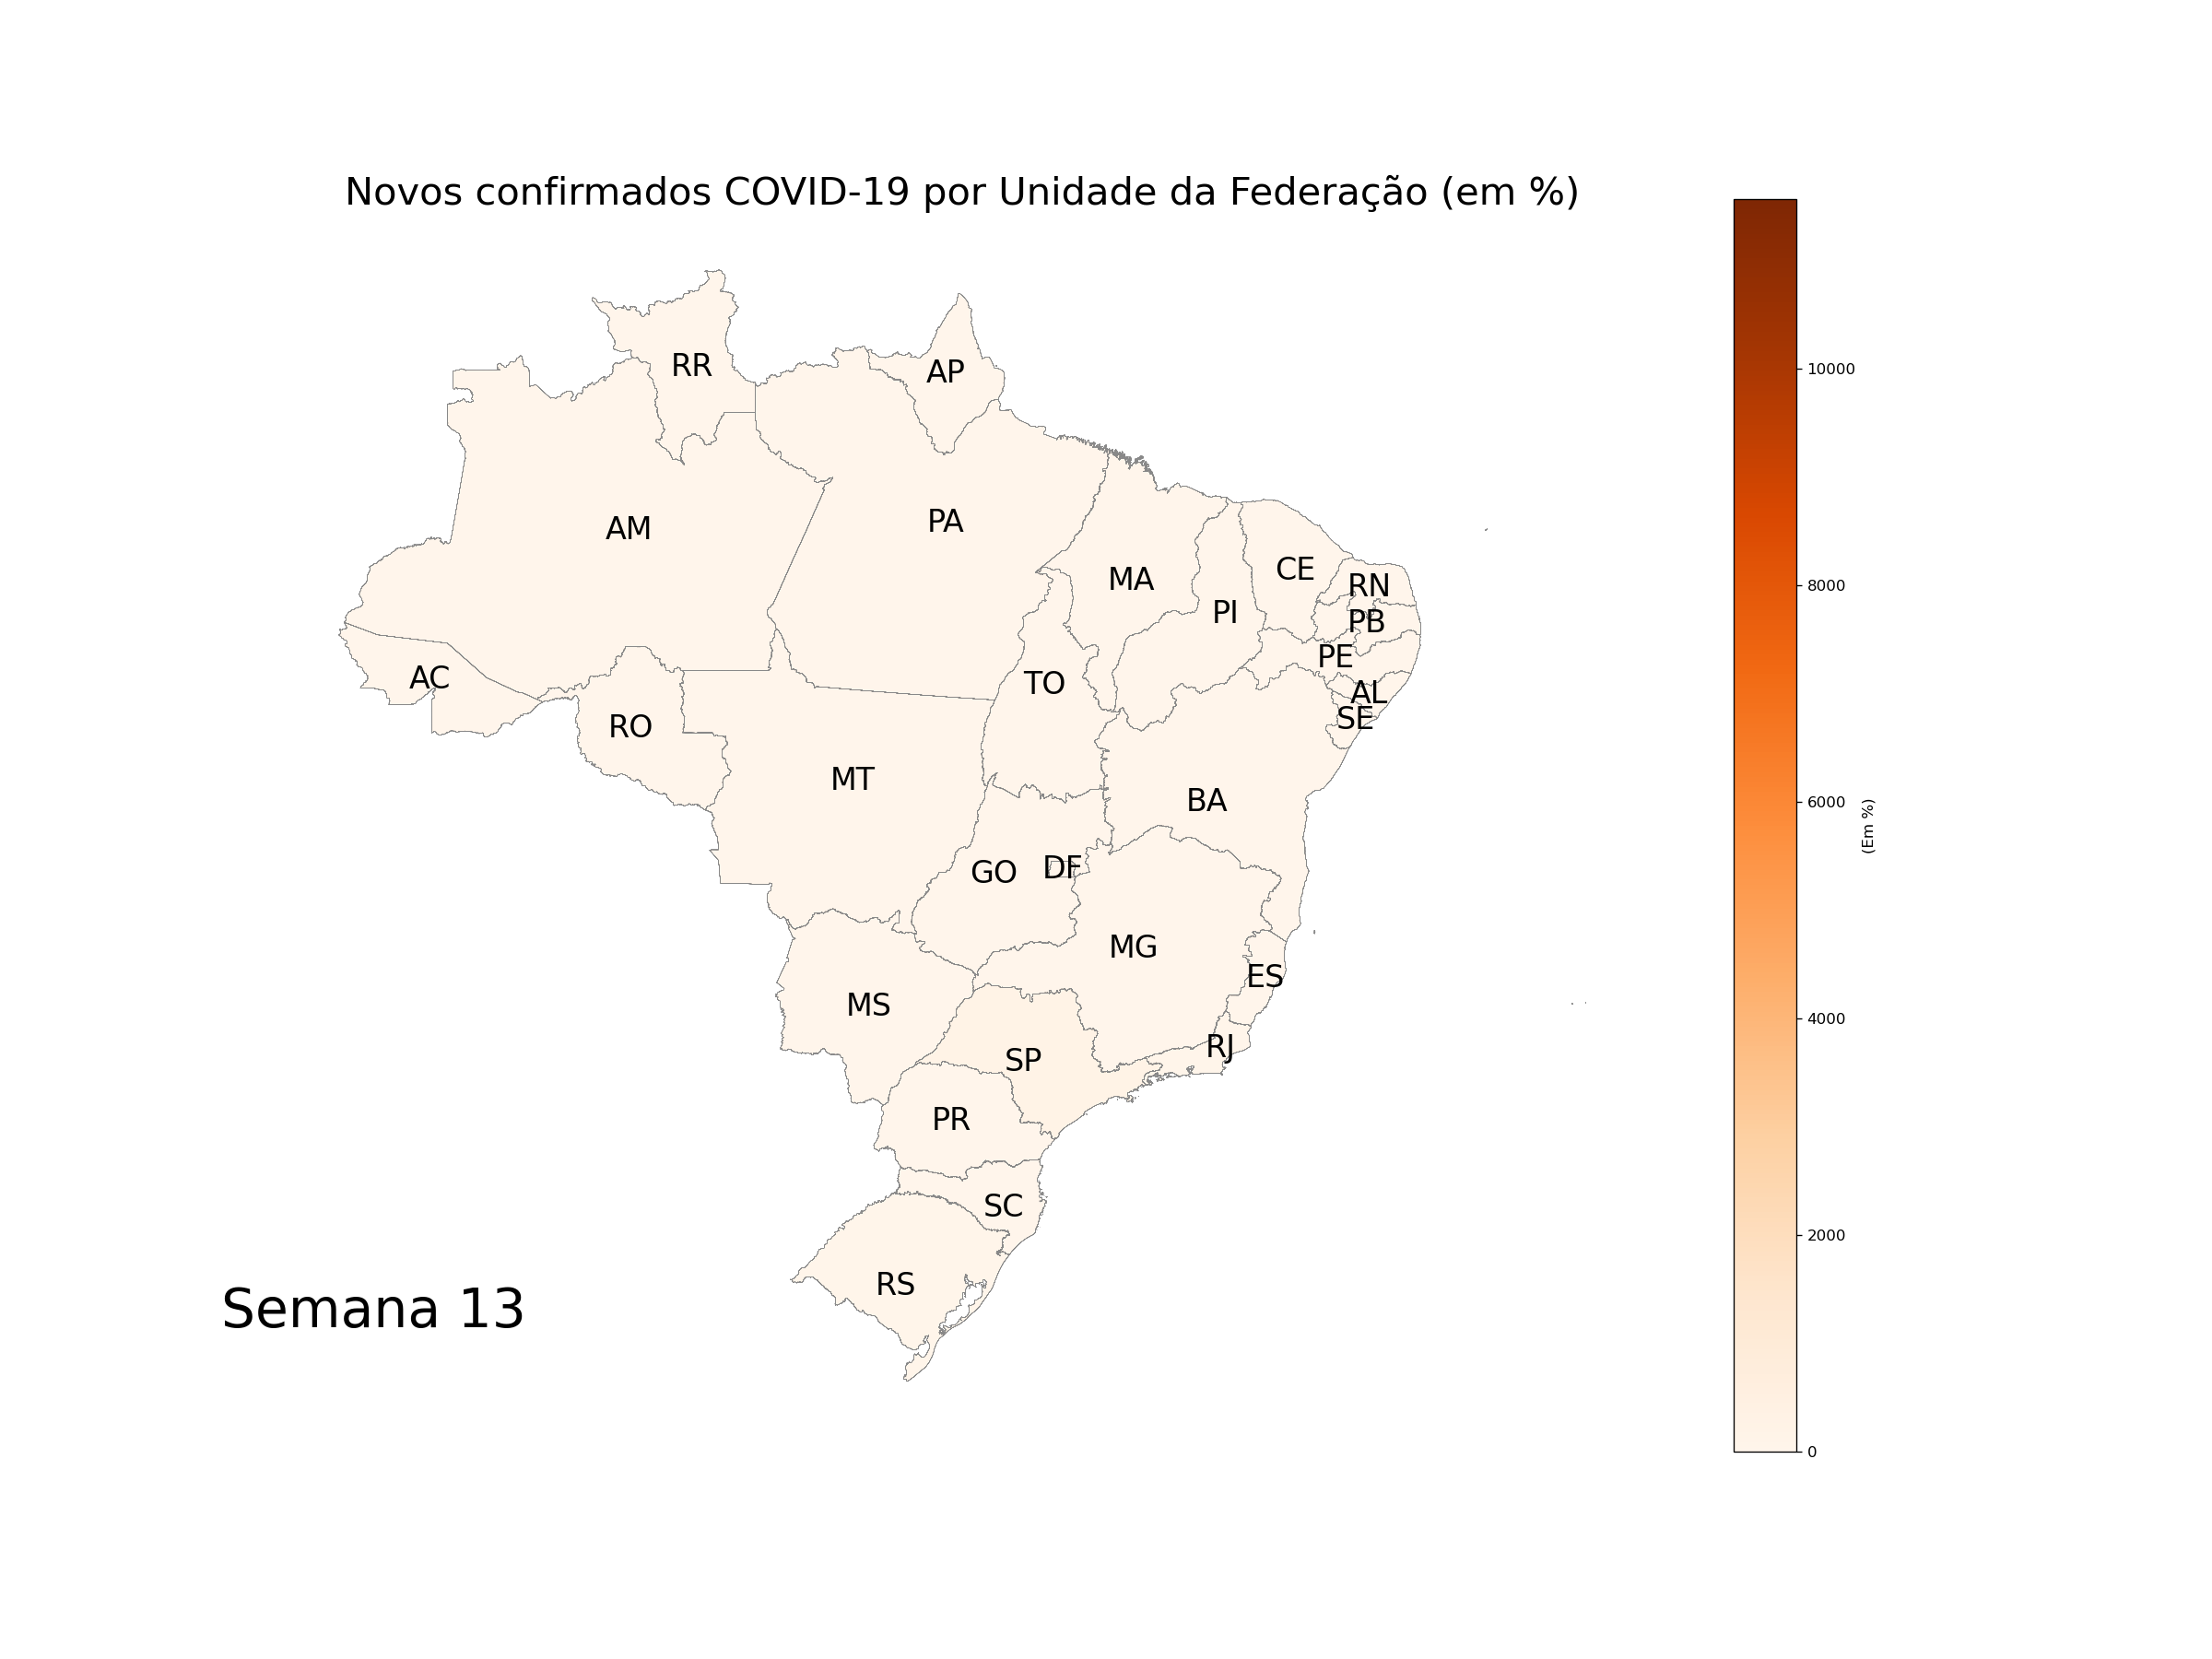 Novos confirmados COVID-19 por Unidade da Federação (em %)
RR
AP
AM
PA
MA
CE
RN
PI
PB
PE
AC
TO
AL
SE
RO
MT
BA
GO
DF
MG
ES
MS
RJ
SP
PR
SC
RS
Semana 13
10000
8000
6000
4000
2000
0
(Em %)